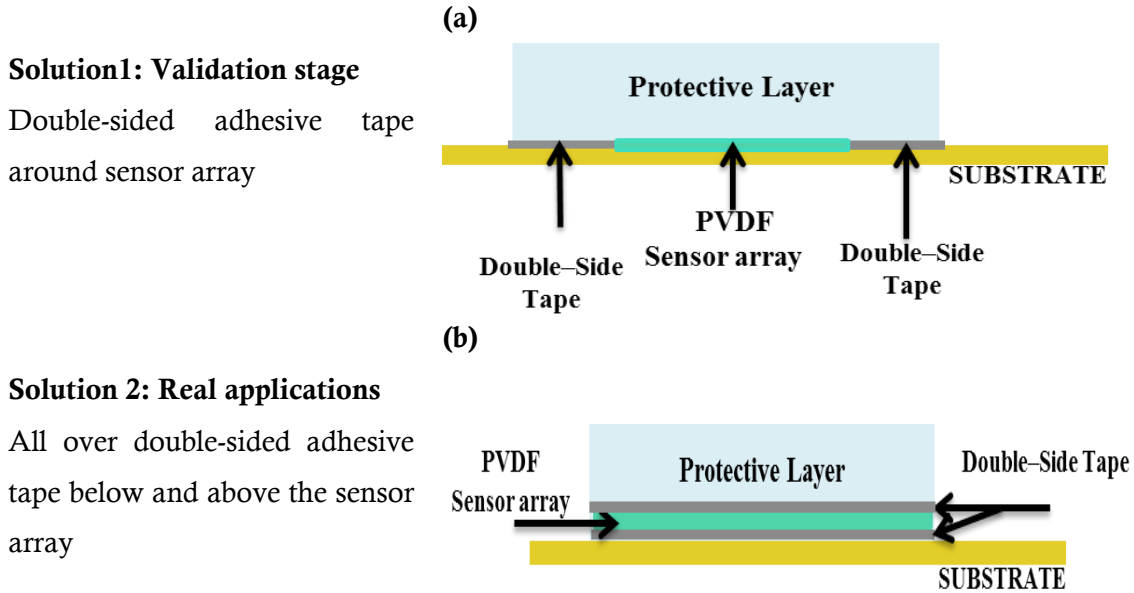 (a)
Solution1: Validation stage
Double-sided adhesive tape
around sensor array
Protective Layer
SUBSTRATE
PVDF
Sensor array
Double–Side
Tape
Double–Side
Tape
(b)
Solution 2: Real applications
All over double-sided adhesive
tape below and above the sensor
array
PVDF
Sensor array
Protective Layer
Double–Side Tape
SUBSTRATE